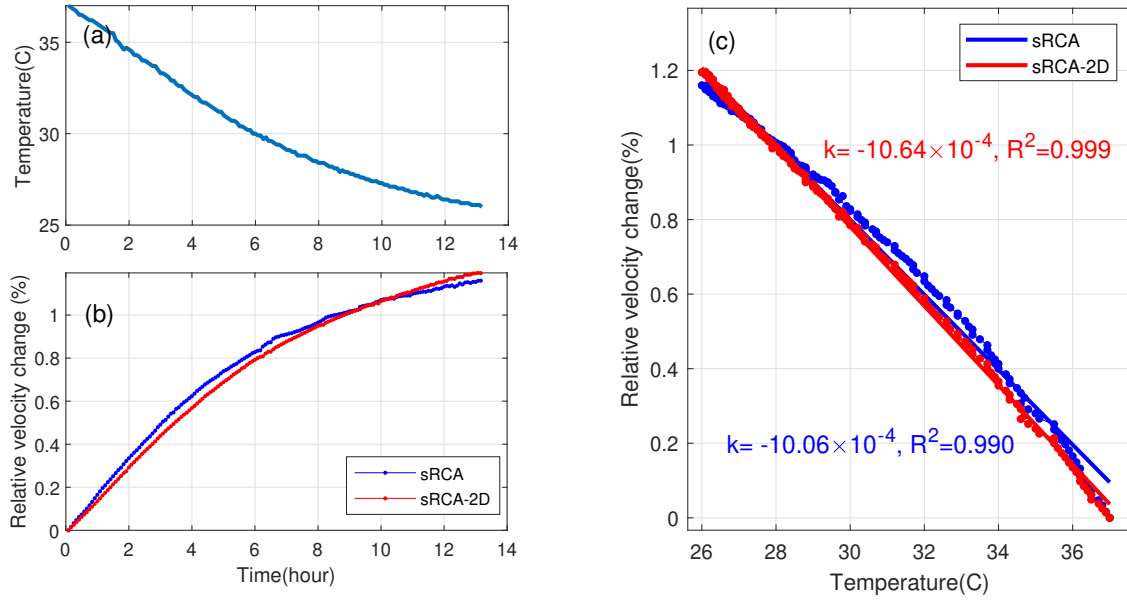 (a)
Temperature(C)
35
30
25
0 2 4 6 8 10 12 14
(b)
Relative velocity change (%)
1
0.8
0.6
0.4
0.2
0
sRCA
sRCA-2D
0 2 4 6 8 10 12 14
Time(hour)
(c)
Relative velocity change(%)
1.2
1
0.8
0.6
0.4
0.2
0
sRCA
sRCA-2D
k= -10.64×10⁻⁴, R²=0.999
k= -10.06×10⁻⁴, R²=0.990
26 28 30 32 34 36
Temperature(C)